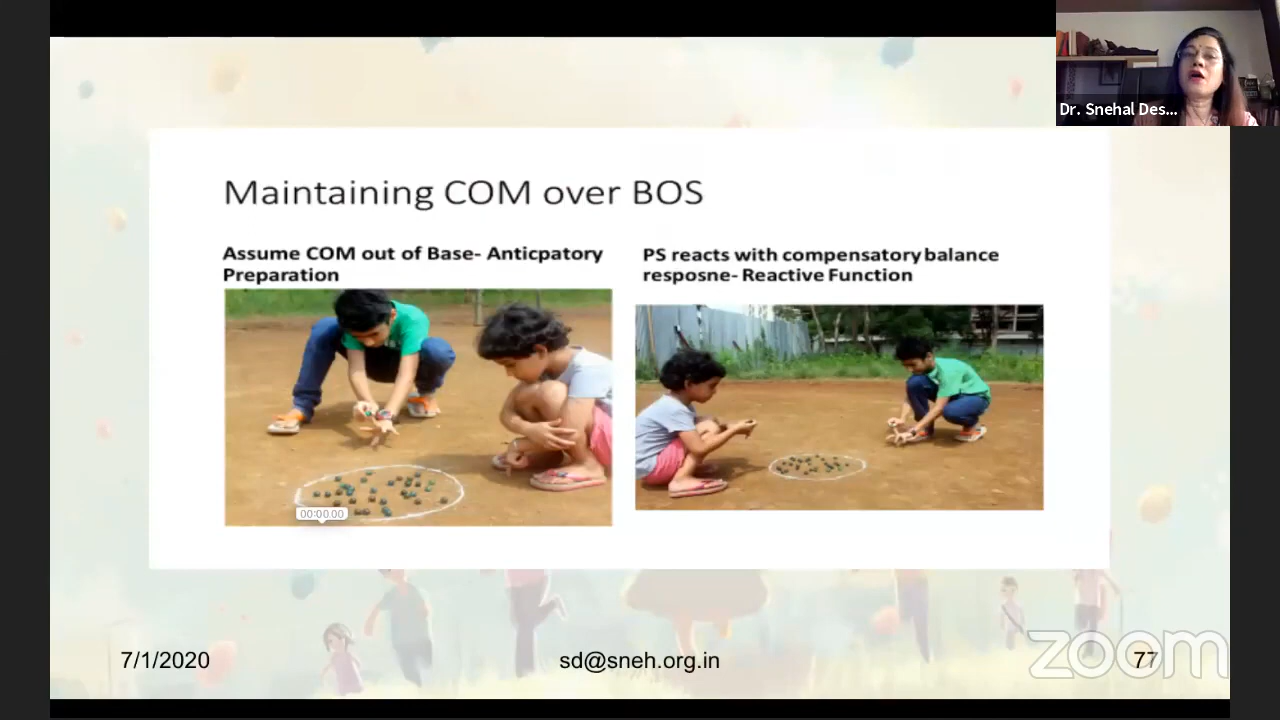 Dr. Snehal Des...
Maintaining COM over BOS
Assume COM out of Base- Anticpatory
Preparation
PS reacts with compensatory balance
resposne- Reactive Function
00:00.00
7/1/2020
sd@sneh.org.in
77
zoom